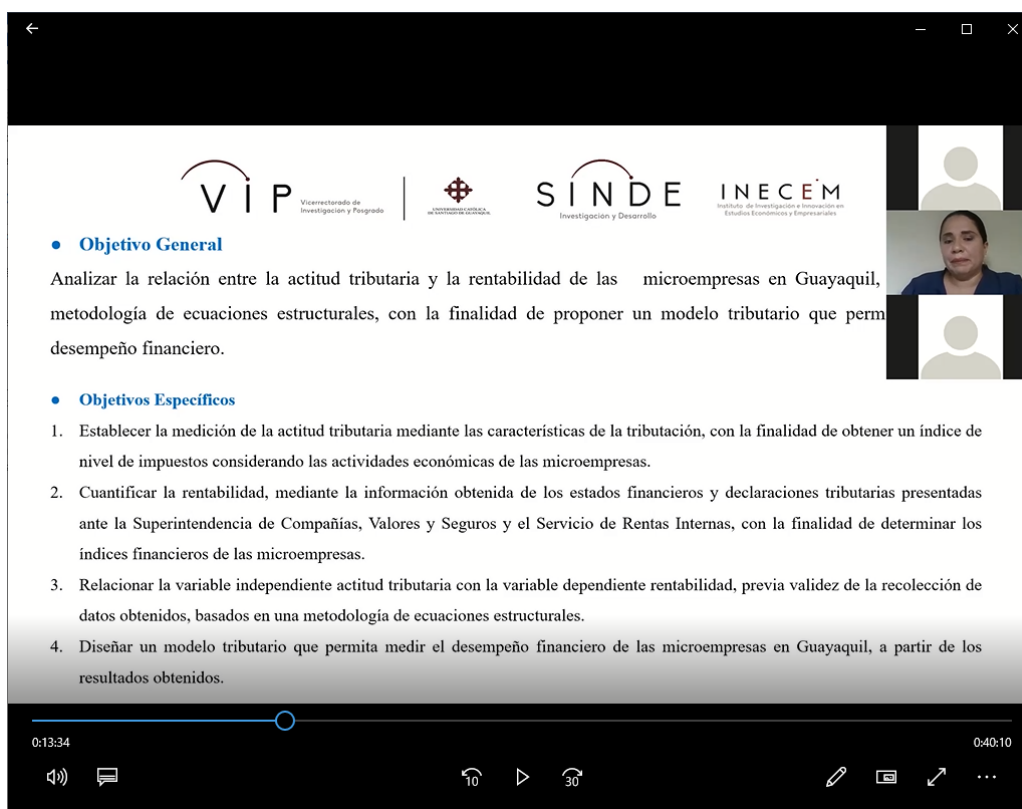 VIP
Vicerrectorado de
Investigación y Posgrado
UNIVERSIDAD CATÓLICA
DE SANTIAGO DE GUAYAQUIL
SINDE
Investigación y Desarrollo
INECEM
Instituto de Investigación e Innovación en
Estudios Económicos y Empresariales
• Objetivo General
Analizar la relación entre la actitud tributaria y la rentabilidad de las microempresas en Guayaquil,
metodología de ecuaciones estructurales, con la finalidad de proponer un modelo tributario que perm
desempeño financiero.
• Objetivos Específicos
1. Establecer la medición de la actitud tributaria mediante las características de la tributación, con la finalidad de obtener un índice de
nivel de impuestos considerando las actividades económicas de las microempresas.
2. Cuantificar la rentabilidad, mediante la información obtenida de los estados financieros y declaraciones tributarias presentadas
ante la Superintendencia de Compañías, Valores y Seguros y el Servicio de Rentas Internas, con la finalidad de determinar los
índices financieros de las microempresas.
3. Relacionar la variable independiente actitud tributaria con la variable dependiente rentabilidad, previa validez de la recolección de
datos obtenidos, basados en una metodología de ecuaciones estructurales.
4. Diseñar un modelo tributario que permita medir el desempeño financiero de las microempresas en Guayaquil, a partir de los
resultados obtenidos.
0:13:34
0:40:10
10
30